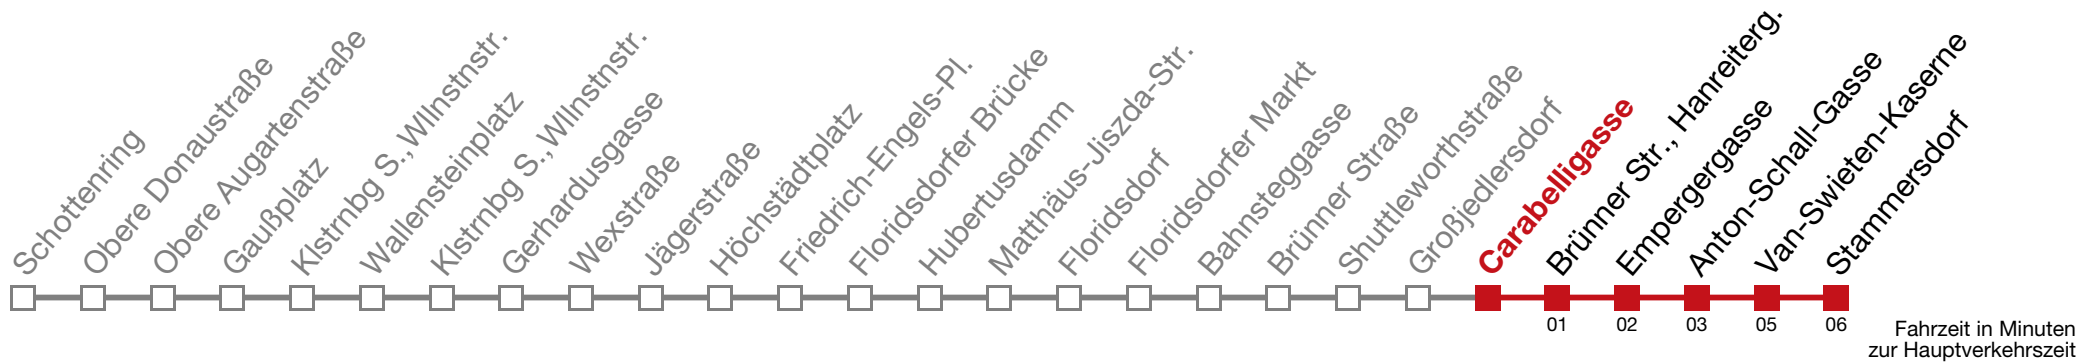 Schottenring
Obere Donaustraße
Obere Augartenstraße
Gaußplatz
Klstrnbg S., Wllnstnstr.
Wallensteinplatz
Klstrnbg S., Wllnstnstr.
Gerhardusgasse
Wexstraße
Jägerstraße
Höchstädtplatz
Friedrich-Engels-Pl.
Floridsdorfer Brücke
Hubertusdamm
Matthäus-Jiszda-Str.
Floridsdorf
Floridsdorfer Markt
Bahnsteggasse
Brünner Straße
Shuttleworthstraße
Großjedlersdorf
Carabelligasse
Brünner Str., Hanreiterg.
Empergergasse
Anton-Schall-Gasse
Van-Swieten-Kaserne
Stammersdorf
01 02 03 05 06
Fahrzeit in Minuten
zur Hauptverkehrszeit